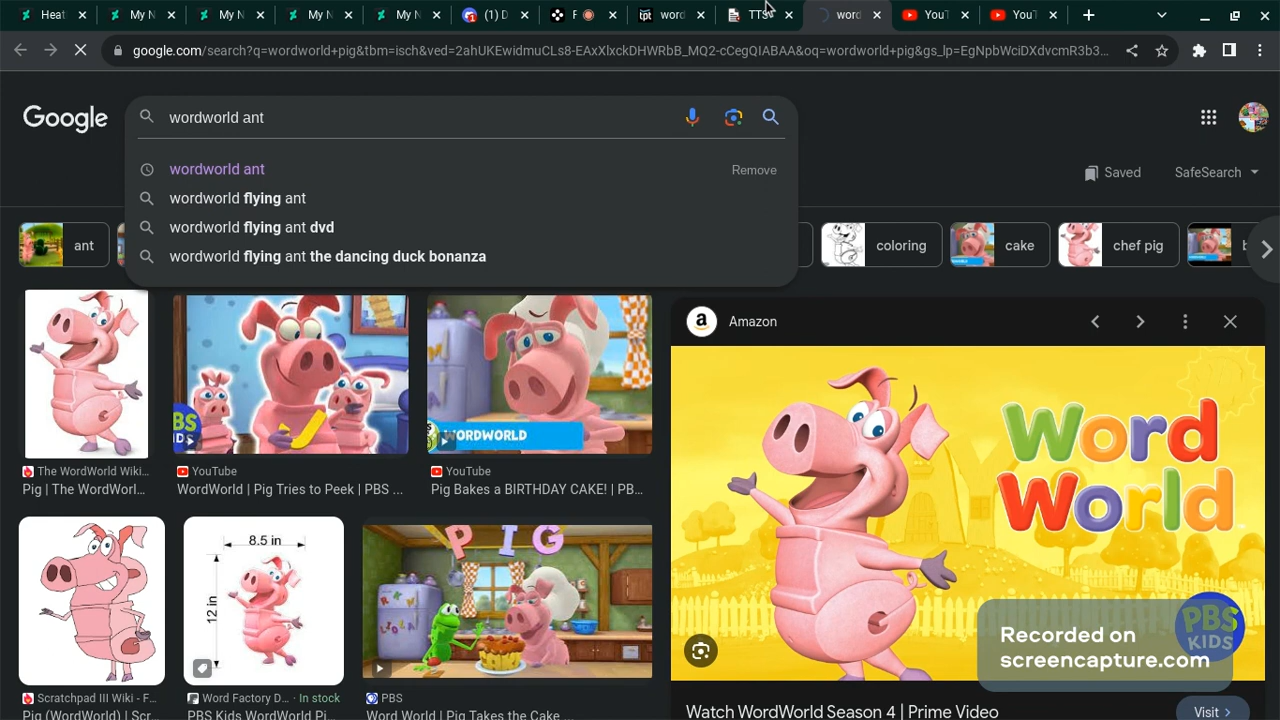 Heat
My N
My N
My N
My N
(1) D
F
word
TTS
word
YouT
YouT
google.com/search?q=wordworld+pig&tbm=isch&ved=2ahUKEwidmuCLs8-EAxXlxckDHWRbB_MQ2-cCegQIABAA&oq=wordworld+pig&gs_lp=EgNpbWciDXdvcmR3b3...
Google
wordworld ant
wordworld ant
Remove
wordworld flying ant
wordworld flying ant dvd
wordworld flying ant the dancing duck bonanza
Saved
SafeSearch
ant
coloring
cake
chef pig
b
a Amazon
WORDWORLD
PBS
KIDS
Word
World
The WordWorld Wiki...
Pig | The WordWorl...
YouTube
WordWorld | Pig Tries to Peek | PBS ...
YouTube
Pig Bakes a BIRTHDAY CAKE! | PB...
8.5 in
12 in
PIG
PBS
KIDS
Recorded on
screencapture.com
Scratchpad III Wiki - F...
Pig (WordWorld) | Scr...
Word Factory D... · In stock
PBS Kids WordWorld Pi...
PBS
Word World | Pig Takes the Cake ...
Watch WordWorld Season 4 | Prime Video
Visit